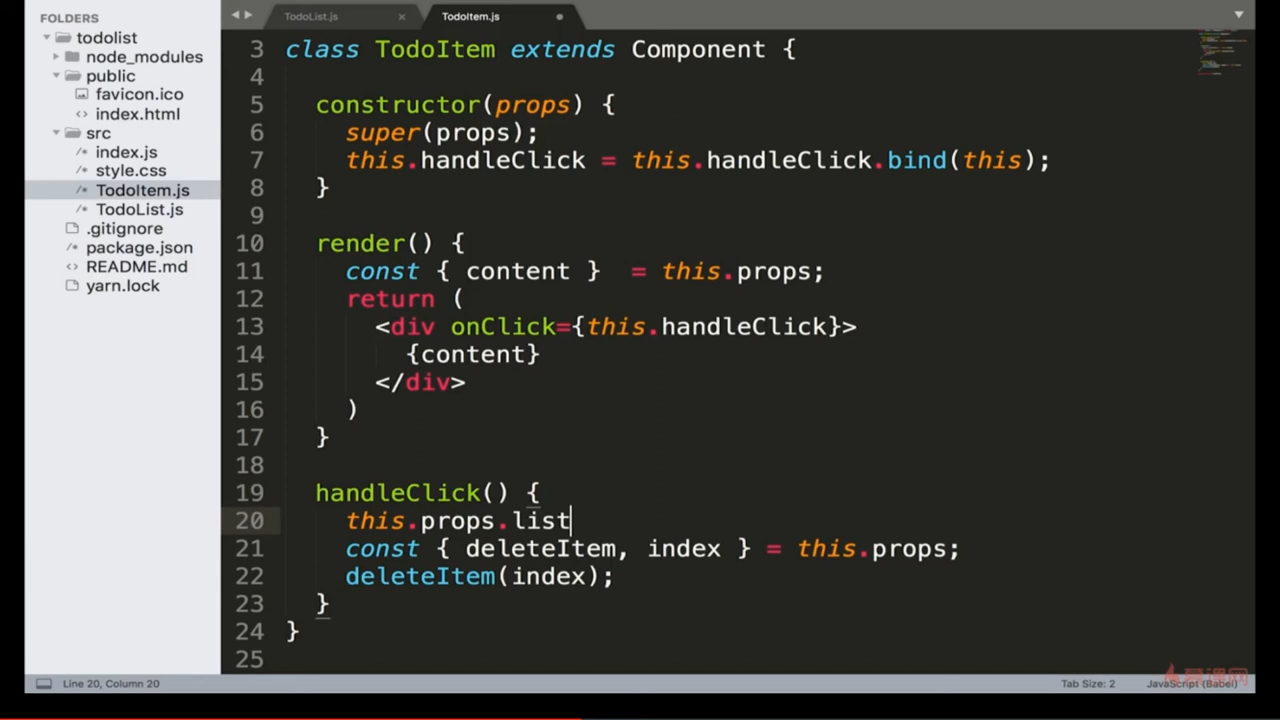 FOLDERS
todolist
node_modules
public
favicon.ico
index.html
src
index.js
style.css
TodoItem.js
TodoList.js
.gitignore
package.json
README.md
yarn.lock
TodoList.js ×
TodoItem.js
3 class TodoItem extends Component {
4
5 constructor(props) {
6 super(props);
7 this.handleClick = this.handleClick.bind(this);
8 }
9
10 render() {
11 const { content }  = this.props;
12 return (
13 <div onClick={this.handleClick}>
14 {content}
15 </div>
16 )
17 }
18
19 handleClick() {
20 this.props.list
21 const { deleteItem, index } = this.props;
22 deleteItem(index);
23 }
24 }
25
Line 20, Column 20
Tab Size: 2
JavaScript (Babel)
慕课网